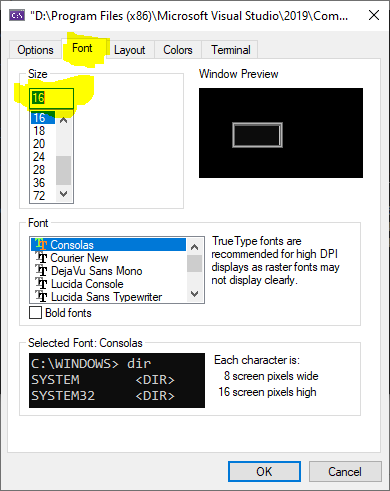 "D:\Program Files (x86)\Microsoft Visual Studio\2019\Com...
Options Font Layout Colors Terminal
Size
16
16
18
20
24
28
36
72
Window Preview
Font
Consolas
Courier New
DejaVu Sans Mono
Lucida Console
Lucida Sans Typewriter
Bold fonts
TrueType fonts are
recommended for high DPI
displays as raster fonts may
not display clearly.
Selected Font: Consolas
C:\WINDOWS> dir
SYSTEM <DIR>
SYSTEM32 <DIR>
Each character is:
8 screen pixels wide
16 screen pixels high
OK Cancel